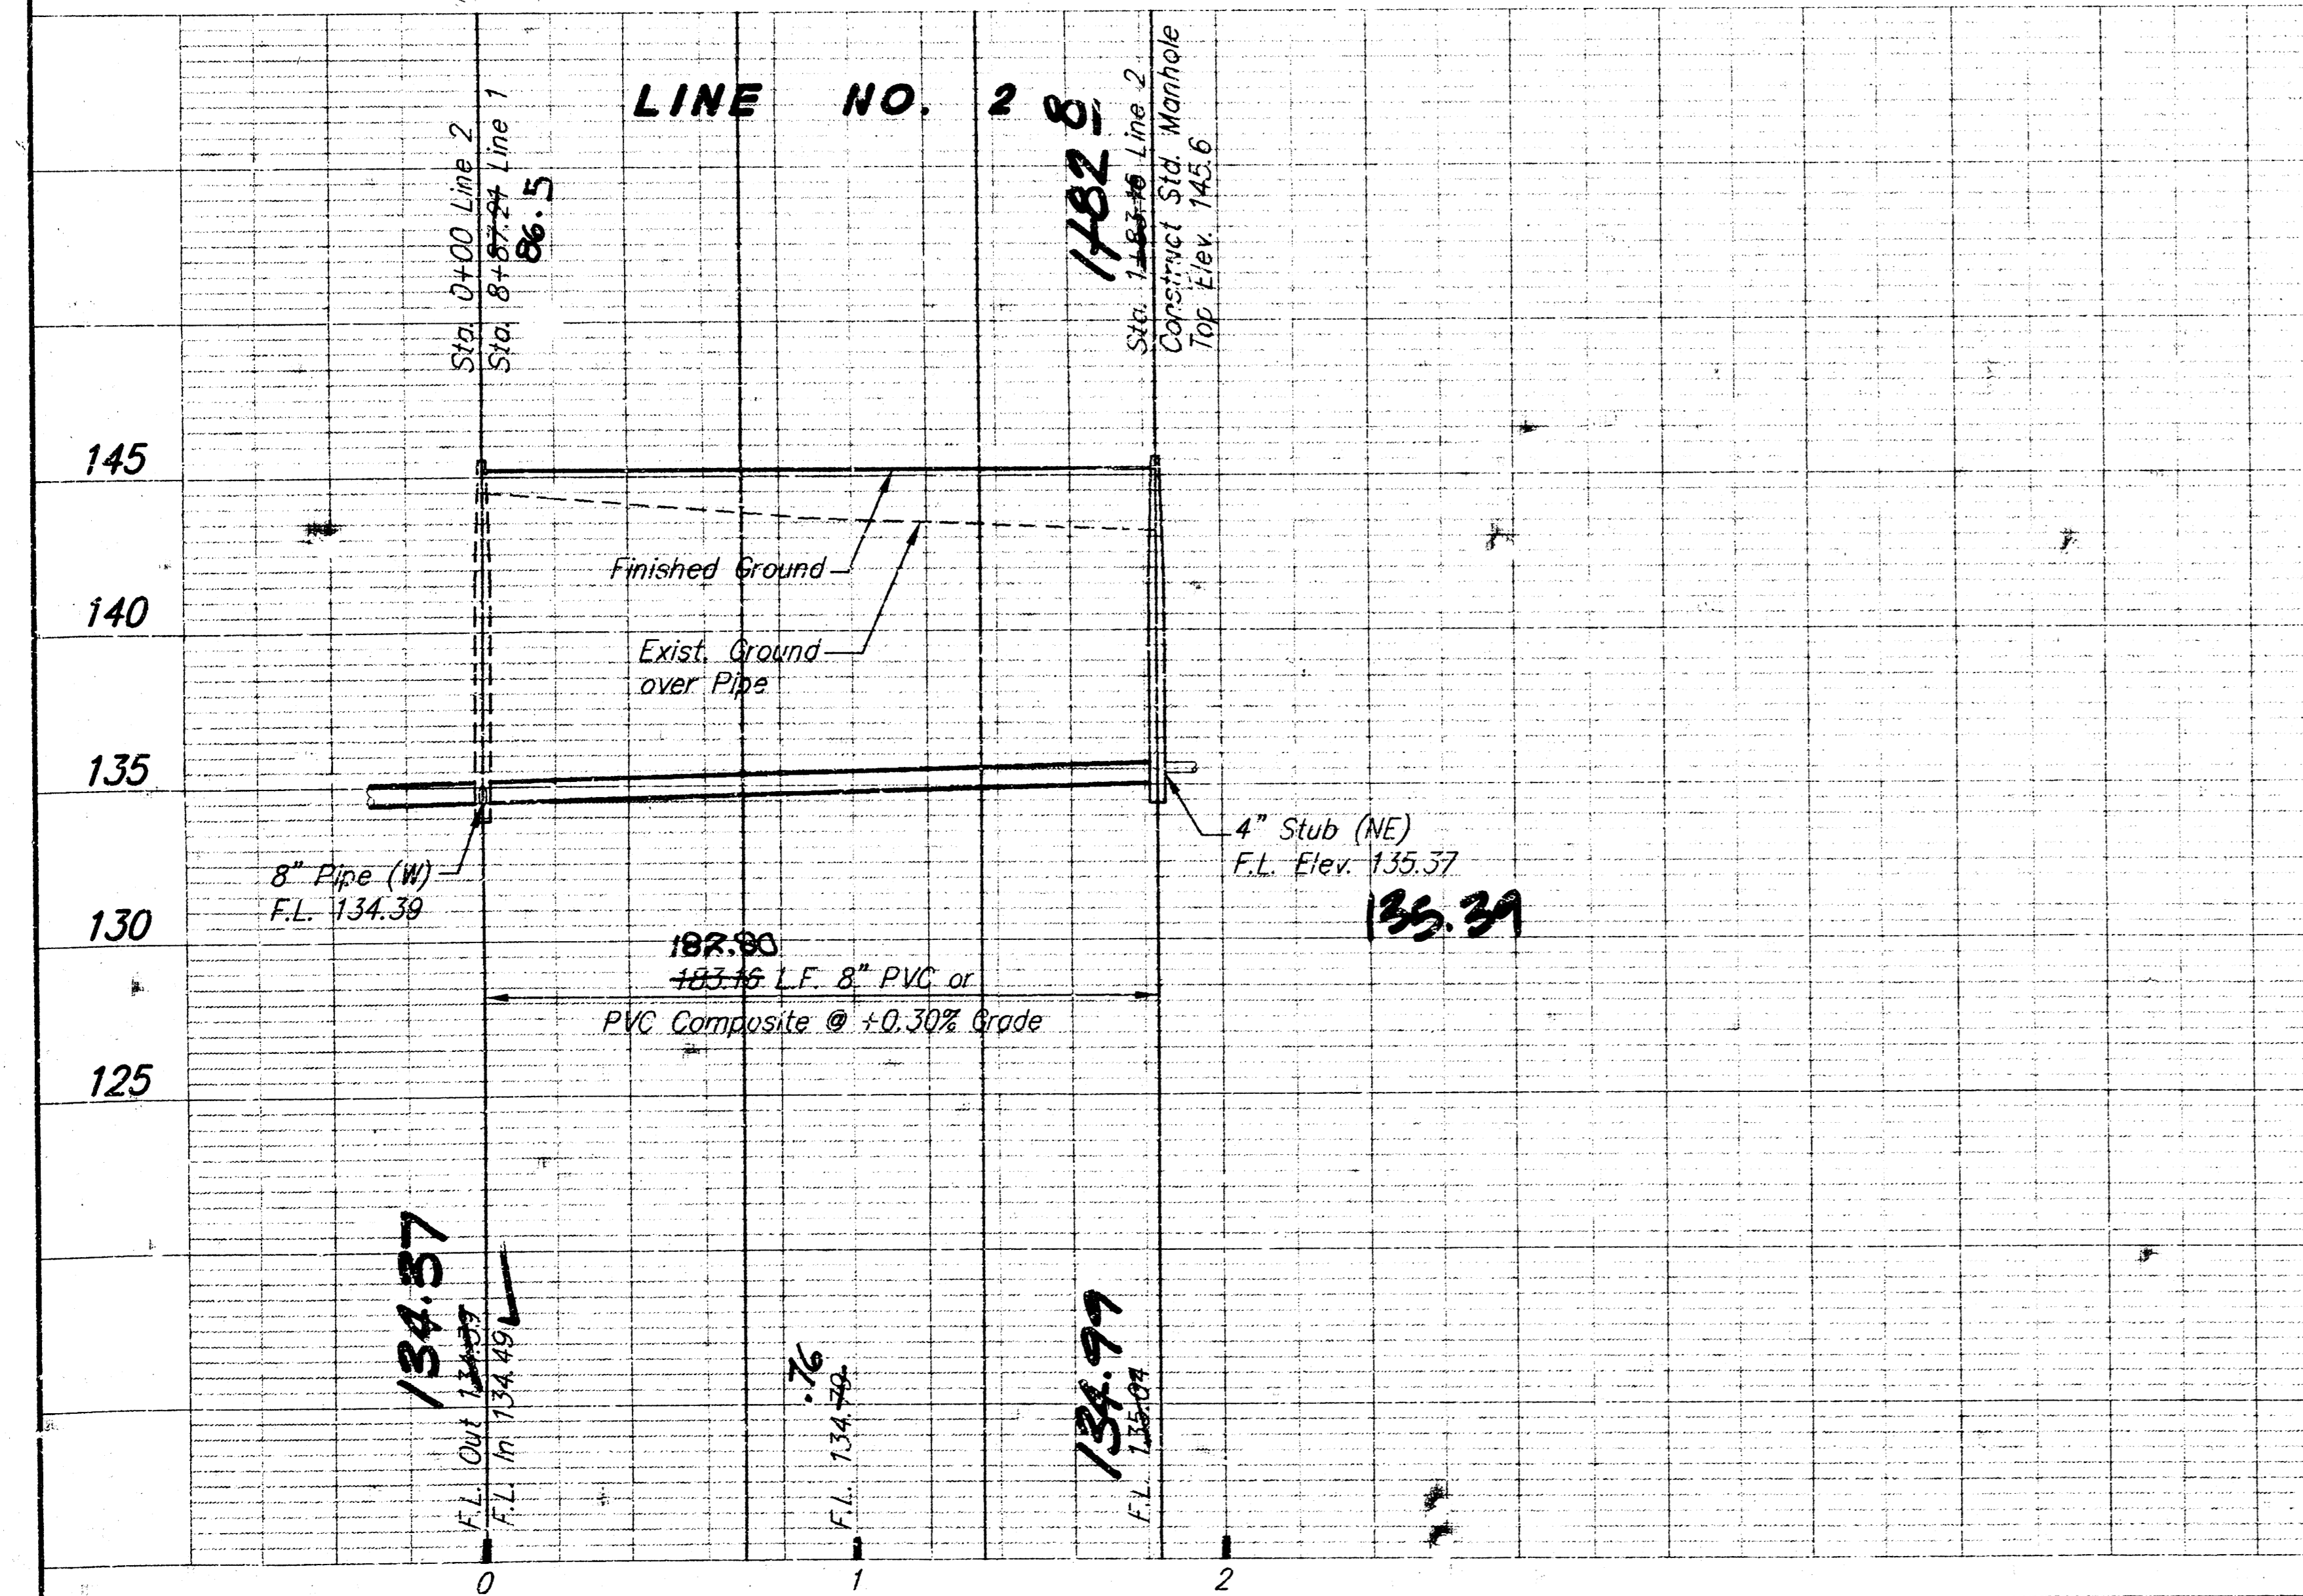 LINE NO. 2
Sta. 0+00 Line 2
Sta. 8+87.24 Line 1
86.5
1+82 8
Sta. 1+83.16 Line 2
Construct Std. Manhole
Top Elev. 145.6
145
140
135
130
125
Finished Ground
Exist. Ground
over Pipe
8" Pipe (W)
F.L. 134.39
4" Stub (NE)
F.L. Elev. 135.37
135.39
182.80
183.16 L.F. 8" PVC or
PVC Composite @ +0.30% Grade
134.37
F.L. Out 134.39
F.L. In 134.49
.76
F.L. 134.79
134.99
F.L. 135.04
0 1 2